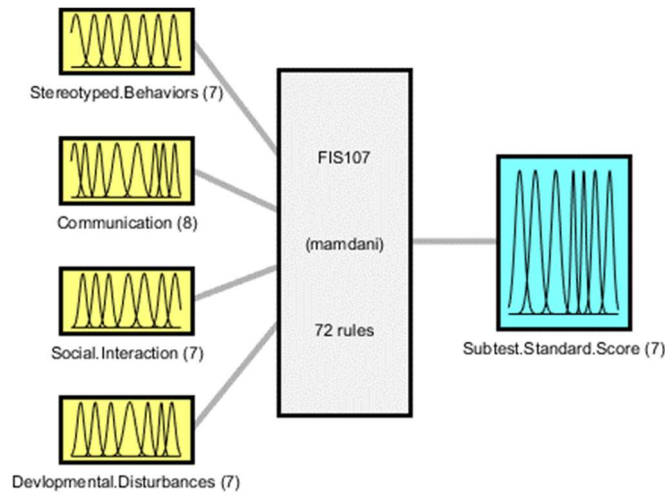 Stereotyped.Behaviors (7)
Communication (8)
Social.Interaction (7)
Devlopmental.Disturbances (7)
FIS107
(mamdani)
72 rules
Subtest.Standard.Score (7)